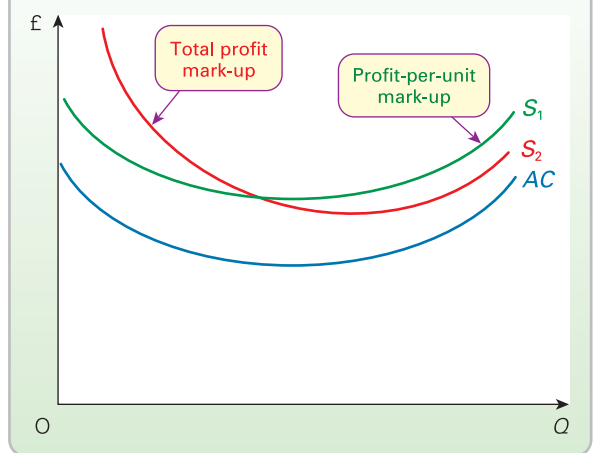 £
Total profit
mark-up
Profit-per-unit
mark-up
S₁
S₂
AC
O
Q